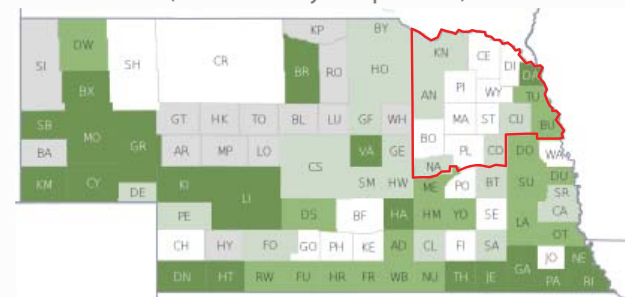 KP BY
DW KN CE
SI SH CR BR RO HO DI DA
BX AN PI WY TU
SB GT HK TO BL LU GF WH MA ST CU BU
MO GR BO
BA AR MP LO VA GE PL CO DO WA
CS NA
KM CY DE KI LI SM HW ME PO BT SU DU
SR
PE DS BF HA HM YO SE LA CA
OT
CH HY FO GO PH KE AD CL FI SA
GA JO NE
DN HT RW FU HR FR WB NU TH JE PA RI